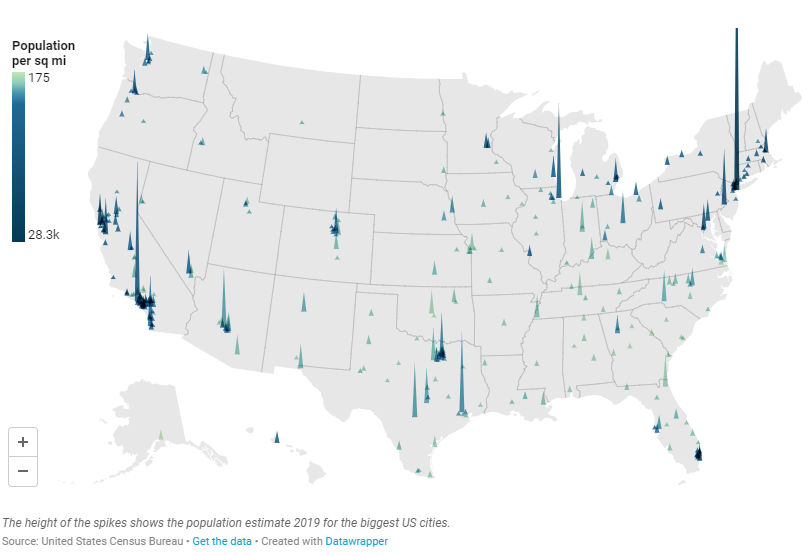 Population
per sq mi
175
28.3k
+
−
The height of the spikes shows the population estimate 2019 for the biggest US cities.
Source: United States Census Bureau • Get the data • Created with Datawrapper